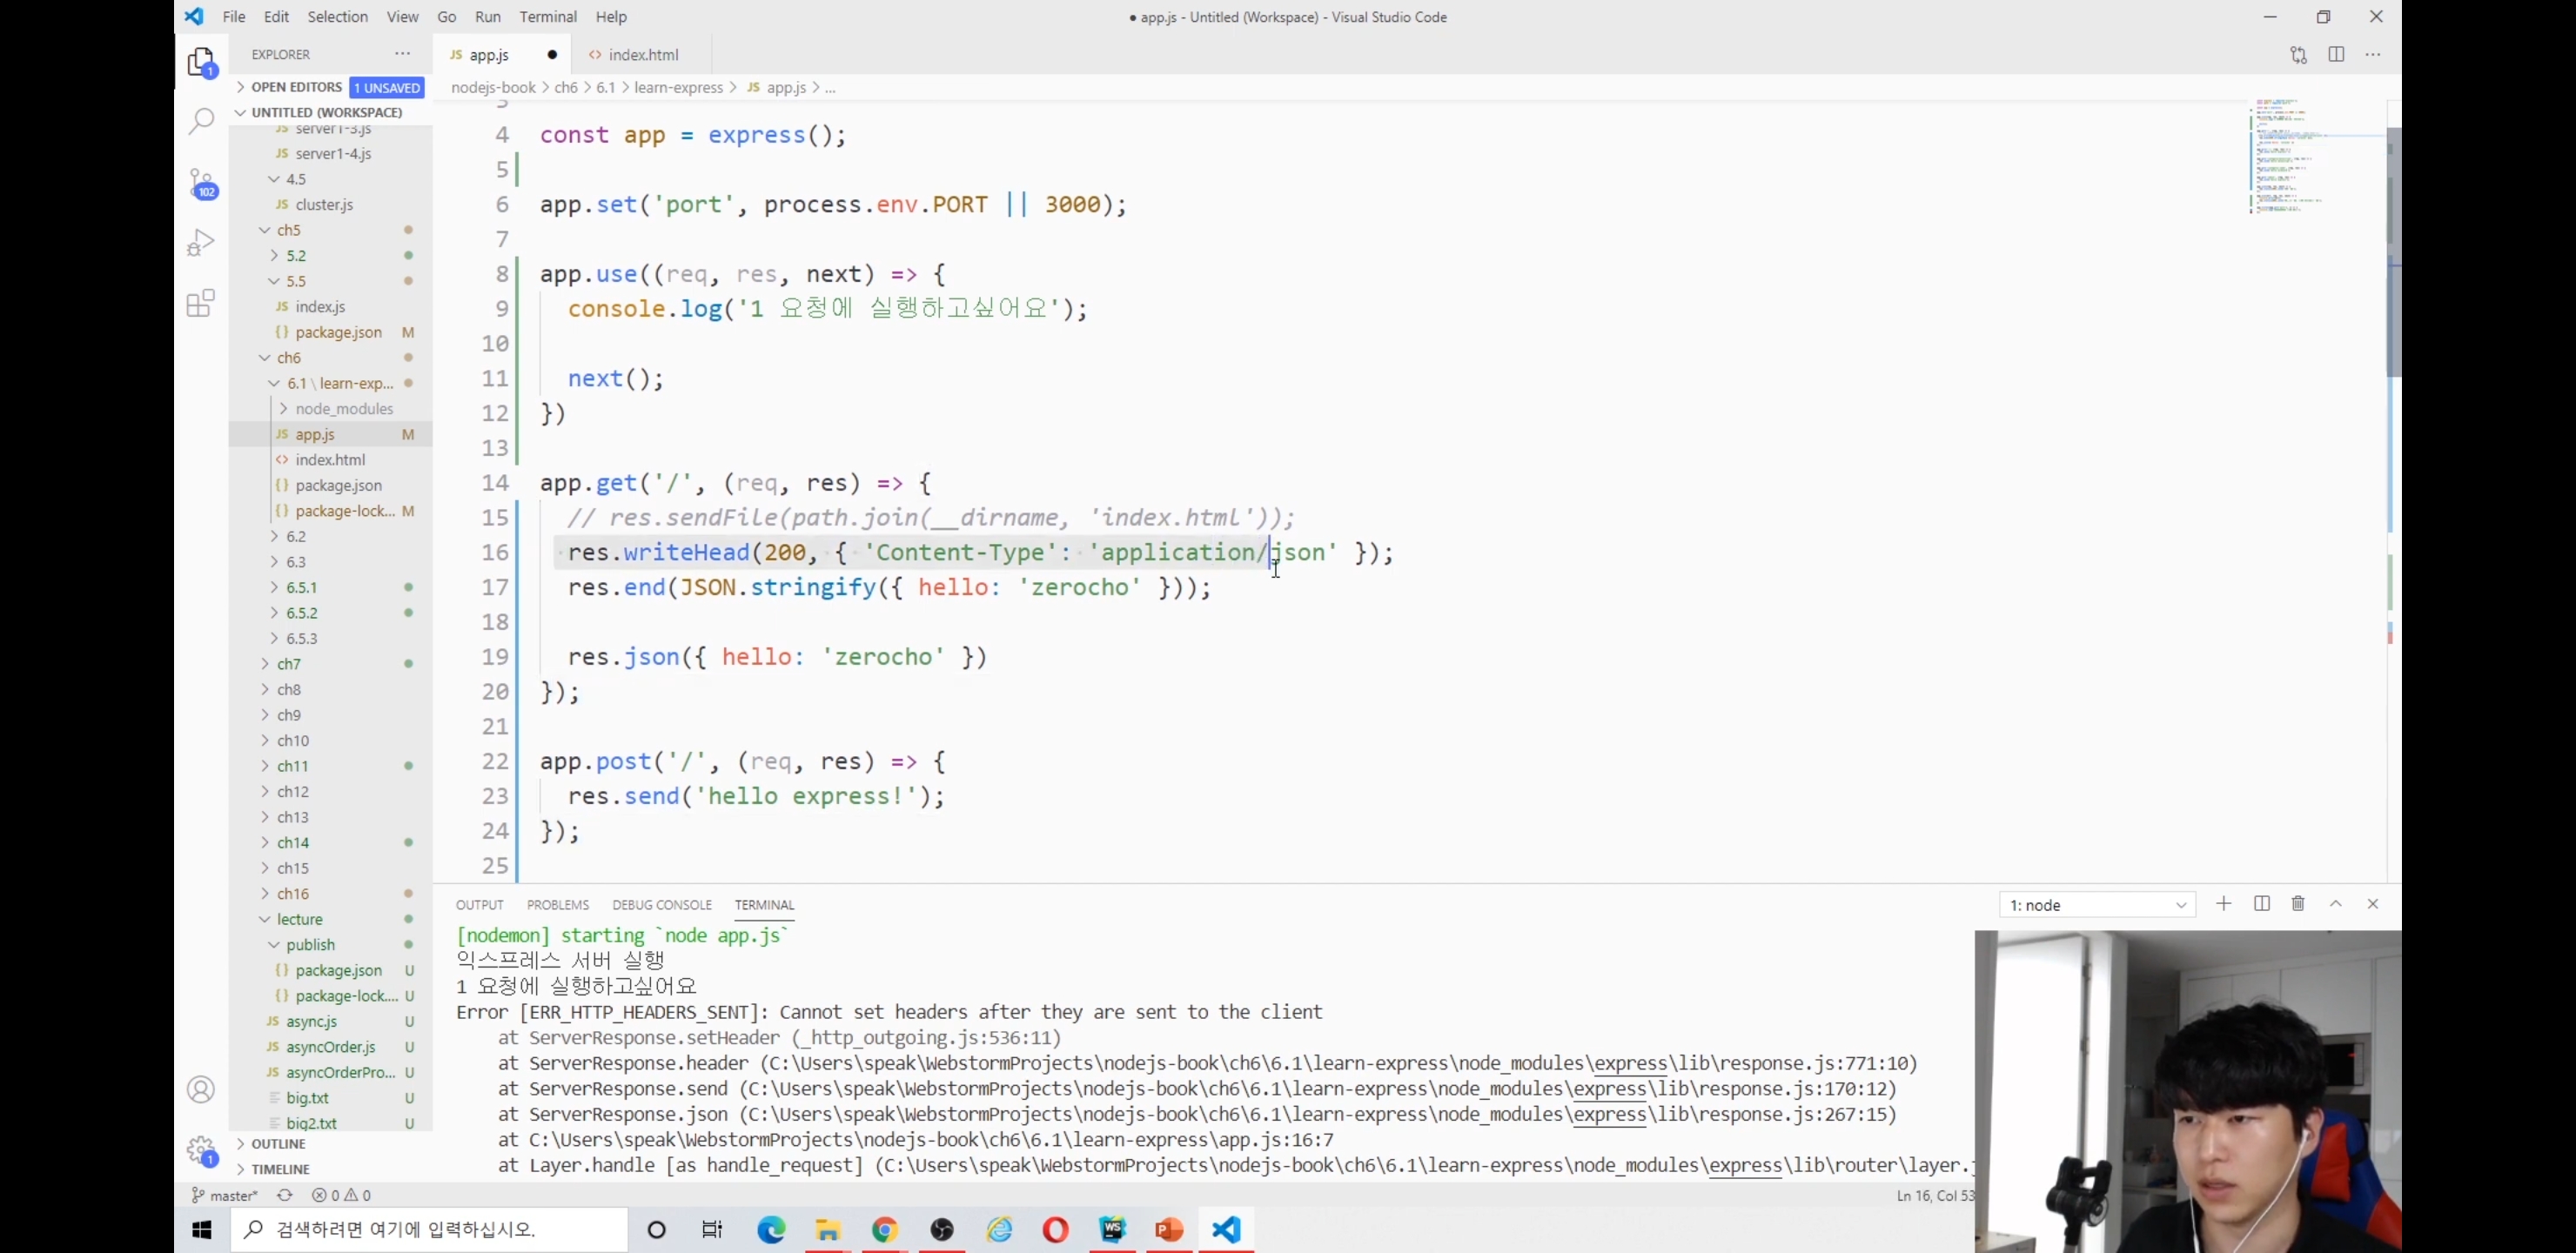 File Edit Selection View Go Run Terminal Help
● app.js - Untitled (Workspace) - Visual Studio Code
EXPLORER ···
JS app.js ●
<> index.html
OPEN EDITORS 1 UNSAVED
nodejs-book > ch6 > 6.1 > learn-express > JS app.js > ...
UNTITLED (WORKSPACE)
JS server1-3.js
JS server1-4.js
4.5
JS cluster.js
ch5
5.2
5.5
JS index.js
{} package.json M
ch6
6.1 \ learn-exp...
node_modules
JS app.js M
<> index.html
{} package.json
{} package-lock... M
6.2
6.3
6.5.1
6.5.2
6.5.3
ch7
ch8
ch9
ch10
ch11
ch12
ch13
ch14
ch15
ch16
lecture
publish
{} package.json U
{} package-lock.... U
JS async.js U
JS asyncOrder.js U
JS asyncOrderPro... U
big.txt U
big2.txt U
OUTLINE
TIMELINE
1
102
1
3
4 const app = express();
5
6 app.set('port', process.env.PORT || 3000);
7
8 app.use((req, res, next) => {
9 console.log('1 요청에 실행하고싶어요');
10
11 next();
12 })
13
14 app.get('/', (req, res) => {
15 // res.sendFile(path.join(__dirname, 'index.html'));
16 res.writeHead(200, { 'Content-Type': 'application/json' });
17 res.end(JSON.stringify({ hello: 'zerocho' }));
18
19 res.json({ hello: 'zerocho' })
20 });
21
22 app.post('/', (req, res) => {
23 res.send('hello express!');
24 });
25
OUTPUT PROBLEMS DEBUG CONSOLE TERMINAL
1: node
[nodemon] starting `node app.js`
익스프레스 서버 실행
1 요청에 실행하고싶어요
Error [ERR_HTTP_HEADERS_SENT]: Cannot set headers after they are sent to the client
at ServerResponse.setHeader (_http_outgoing.js:536:11)
at ServerResponse.header (C:\Users\speak\WebstormProjects\nodejs-book\ch6\6.1\learn-express\node_modules\express\lib\response.js:771:10)
at ServerResponse.send (C:\Users\speak\WebstormProjects\nodejs-book\ch6\6.1\learn-express\node_modules\express\lib\response.js:170:12)
at ServerResponse.json (C:\Users\speak\WebstormProjects\nodejs-book\ch6\6.1\learn-express\node_modules\express\lib\response.js:267:15)
at C:\Users\speak\WebstormProjects\nodejs-book\ch6\6.1\learn-express\app.js:16:7
at Layer.handle [as handle_request] (C:\Users\speak\WebstormProjects\nodejs-book\ch6\6.1\learn-express\node_modules\express\lib\router\layer.j
master* 0 0
Ln 16, Col 53
검색하려면 여기에 입력하십시오.
WS
P